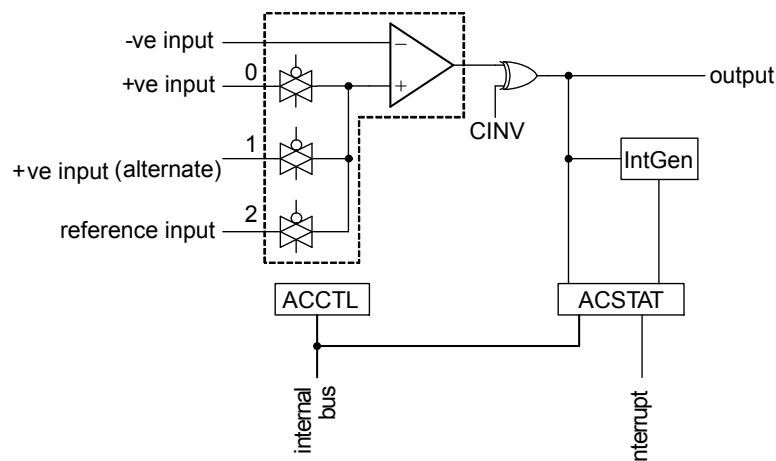 -ve input
−
0
+ve input
+
output
CINV
1
+ve input (alternate)
IntGen
2
reference input
ACCTL
ACSTAT
internal
bus
nterrupt